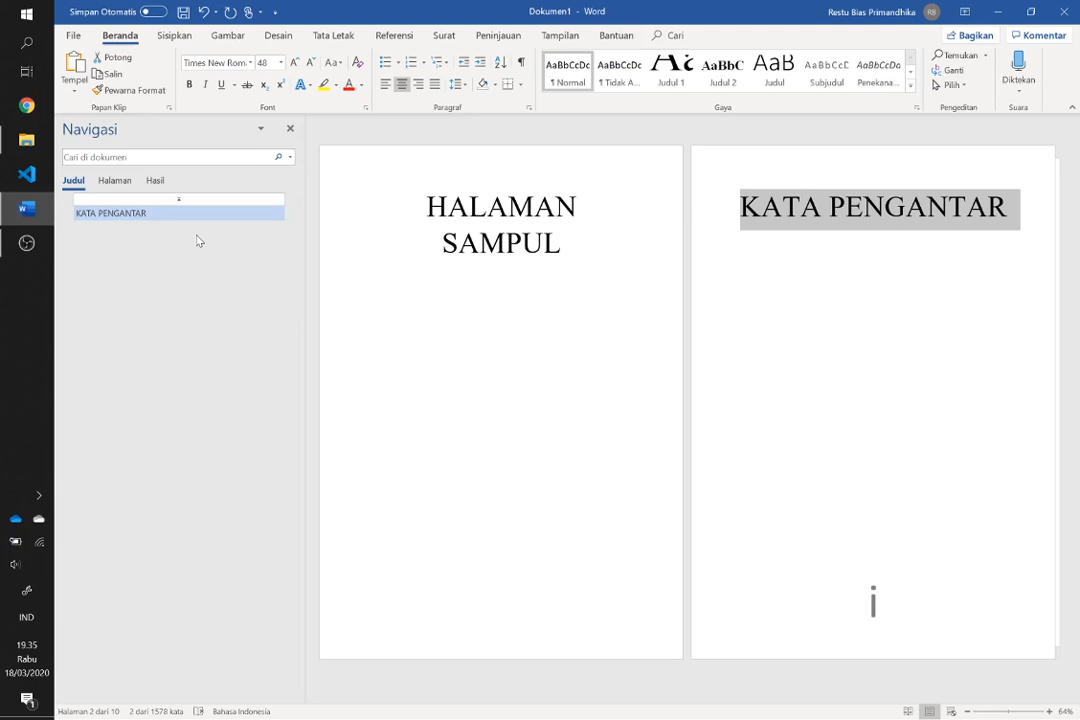 Simpan Otomatis
Dokumen1 - Word
Restu Bias Primandhika
RB
File
Beranda
Sisipkan
Gambar
Desain
Tata Letak
Referensi
Surat
Peninjauan
Tampilan
Bantuan
Cari
Bagikan
Komentar
Tempel
Potong
Salin
Pewarna Format
Papan Klip
Times New Rom
48
Font
Paragraf
AaBbCcDc
¶ Normal
AaBbCcDc
¶ Tidak A...
AaBbC
Judul 2
AaB
Judul
AaBbCcD
Subjudul
AaBbCcDc
Penekana...
Judul 1
Gaya
Temukan
Ganti
Pilih
Pengeditan
Diktekan
Suara
Navigasi
Cari di dokumen
Judul
Halaman
Hasil
KATA PENGANTAR
HALAMAN
SAMPUL
KATA PENGANTAR
i
IND
19.35
Rabu
18/03/2020
Halaman 2 dari 10
2 dari 1578 kata
Bahasa Indonesia
64%